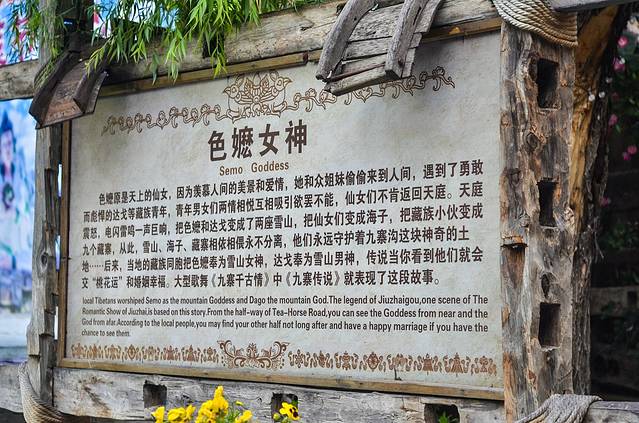 色嬷女神
Semo Goddess
色嬷原是天上的仙女，因为羡慕人间的美景和爱情，她和众姐妹偷偷来到人间，遇到了勇敢
而彪悍的达戈等藏族青年，青年男女们两情相悦互相吸引欲罢不能，仙女们不肯返回天庭。天庭
震怒，电闪雷鸣一声巨响，把色嬷和达戈变成了两座雪山，把仙女们变成海子，把藏族小伙变成
九个藏寨，从此，雪山、海子、藏寨相依相偎永不分离，他们永远守护着九寨沟这块神奇的土
地……后来，当地的藏族同胞把色嬷奉为雪山女神，达戈奉为雪山男神，传说当你看到他们就会
交“桃花运”和婚姻幸福。大型歌舞《九寨千古情》中《九寨传说》就表现了这段故事。
local Tibetans worshiped Semo as the mountain Goddess and Dago the mountain God.The legend of Jiuzhaigou,one scene of The
Romantic Show of Jiuzhai,is based on this story.From the half-way of Tea-Horse Road,you can see the Goddess from near and the
God from afar.According to the local people,you may find your other half not long after and have a happy marriage if you have the
chance to see them.